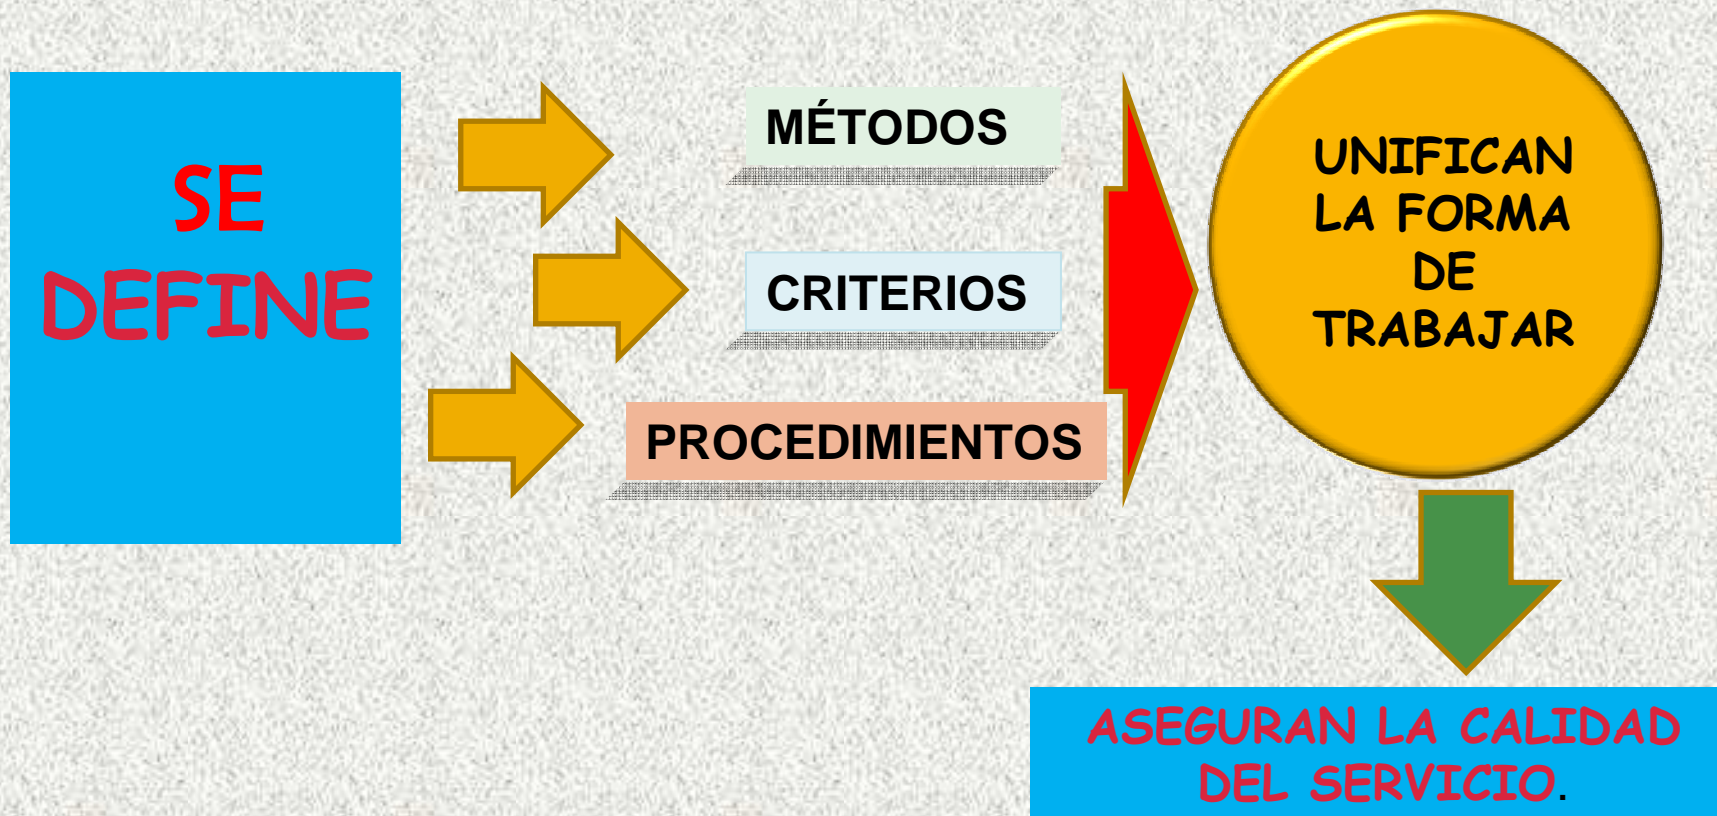 SE
DEFINE
MÉTODOS
CRITERIOS
PROCEDIMIENTOS
UNIFICAN
LA FORMA
DE
TRABAJAR
ASEGURAN LA CALIDAD
DEL SERVICIO.